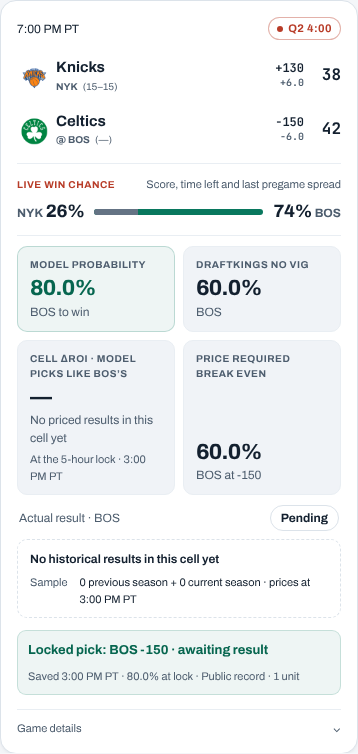 7:00 PM PT
Q2 4:00
Knicks
NYK (15–15)
+130
+6.0
38
Celtics
@ BOS (—)
-150
-6.0
42
LIVE WIN CHANCE
Score, time left and last pregame spread
NYK 26%
74% BOS
MODEL PROBABILITY
80.0%
BOS to win
DRAFTKINGS NO VIG
60.0%
BOS
CELL ΔROI · MODEL
PICKS LIKE BOS'S
—
No priced results in this
cell yet
At the 5-hour lock · 3:00
PM PT
PRICE REQUIRED
BREAK EVEN
60.0%
BOS at -150
Actual result · BOS
Pending
No historical results in this cell yet
Sample 0 previous season + 0 current season · prices at
3:00 PM PT
Locked pick: BOS -150 · awaiting result
Saved 3:00 PM PT · 80.0% at lock · Public record · 1 unit
Game details